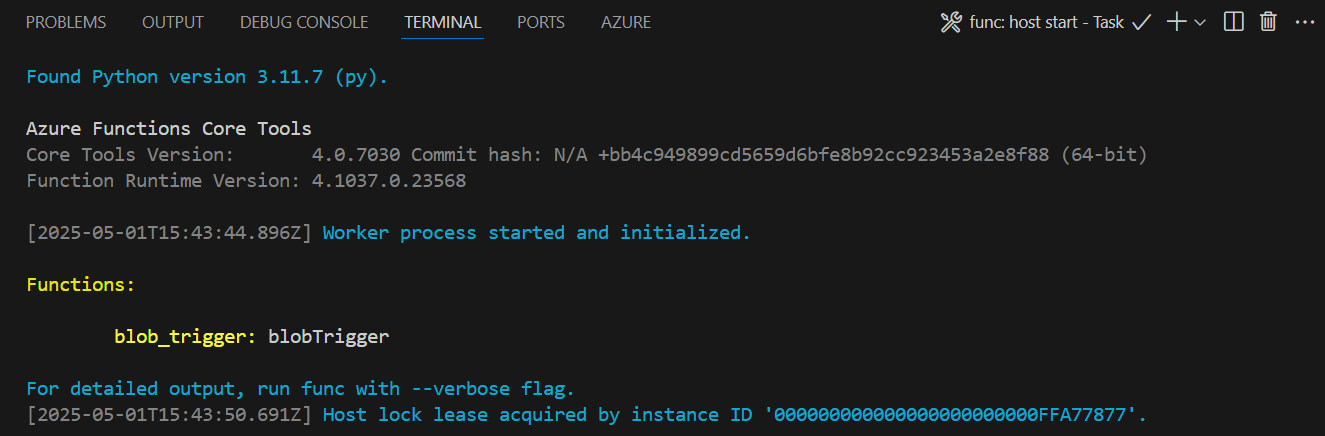 PROBLEMS OUTPUT DEBUG CONSOLE TERMINAL PORTS AZURE func: host start - Task
Found Python version 3.11.7 (py).
Azure Functions Core Tools
Core Tools Version: 4.0.7030 Commit hash: N/A +bb4c949899cd5659d6bfe8b92cc923453a2e8f88 (64-bit)
Function Runtime Version: 4.1037.0.23568
[2025-05-01T15:43:44.896Z] Worker process started and initialized.
Functions:
blob_trigger: blobTrigger
For detailed output, run func with --verbose flag.
[2025-05-01T15:43:50.691Z] Host lock lease acquired by instance ID '000000000000000000000000FFA77877'.